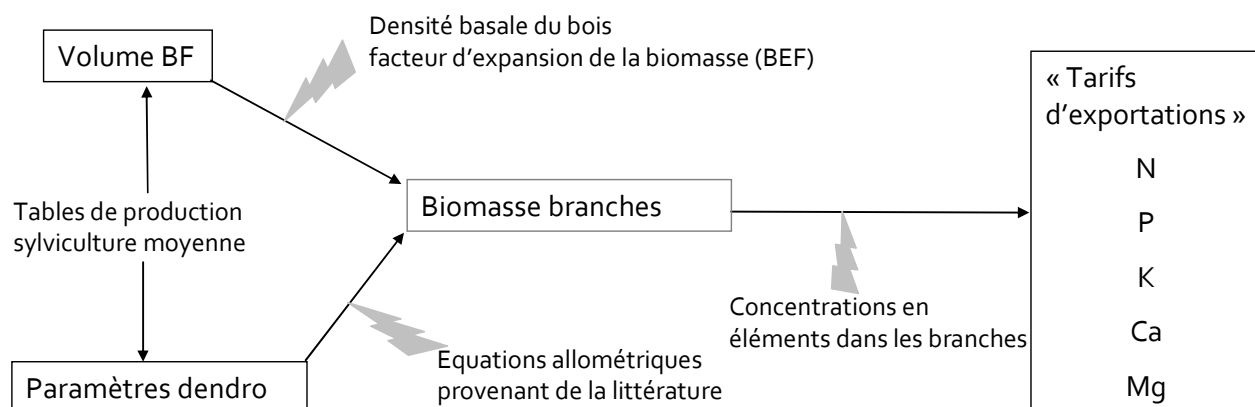 Densité basale du bois
facteur d'expansion de la biomasse (BEF)
Volume BF
« Tarifs
d'exportations »
N
P
K
Ca
Mg
Tables de production
sylviculture moyenne
Biomasse branches
Concentrations en
éléments dans les branches
Equations allométriques
provenant de la littérature
Paramètres dendro